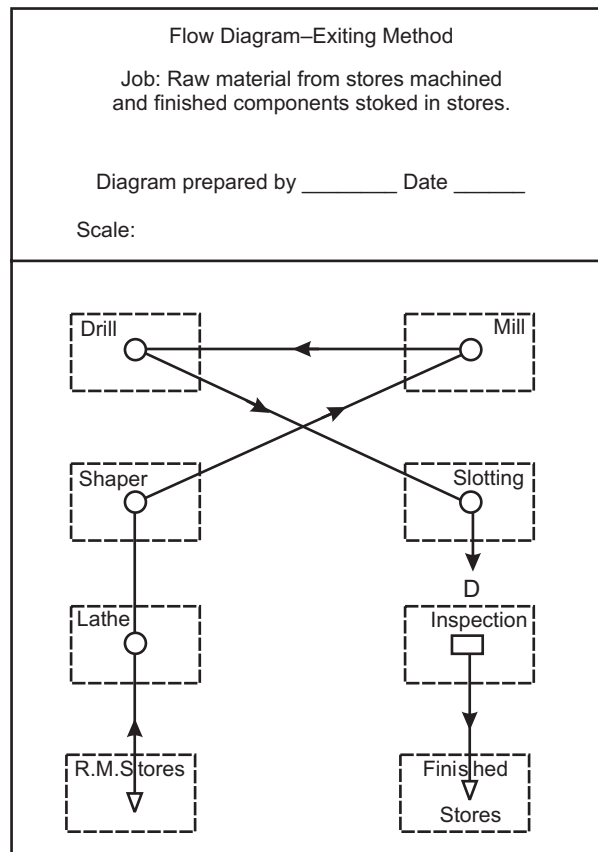 Flow Diagram–Exiting Method
Job: Raw material from stores machined
and finished components stoked in stores.
Diagram prepared by ________ Date ______
Scale:
Drill
Mill
Shaper
Slotting
D
Lathe
Inspection
R.M.Stores
Finished
Stores